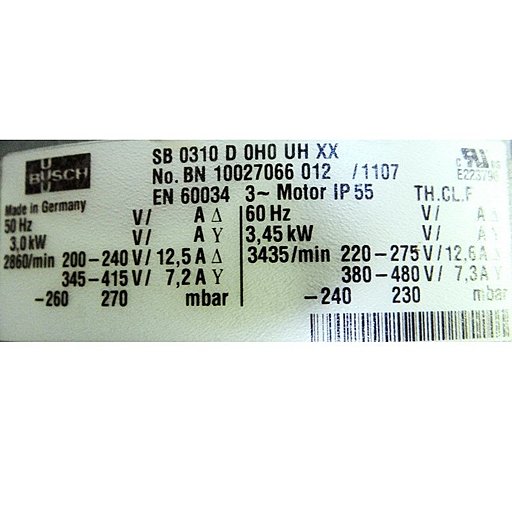 U
BUSCH
U
SB 0310 D 0H0 UH XX
No. BN 10027066 012 /1107
EN 60034 3~ Motor IP 55 TH.CL.F
c us
E223796
Made in Germany
50 Hz V/ A Δ
3,0 kW V/ A Y
2860/min 200-240 V/ 12,5 A Δ
345-415 V/ 7,2 A Y
-260 270 mbar
60 Hz V/ A Δ
3,45 kW V/ A Y
3435/min 220-275 V/ 12,6 A Δ
380-480 V/ 7,3 A Y
-240 230 mbar